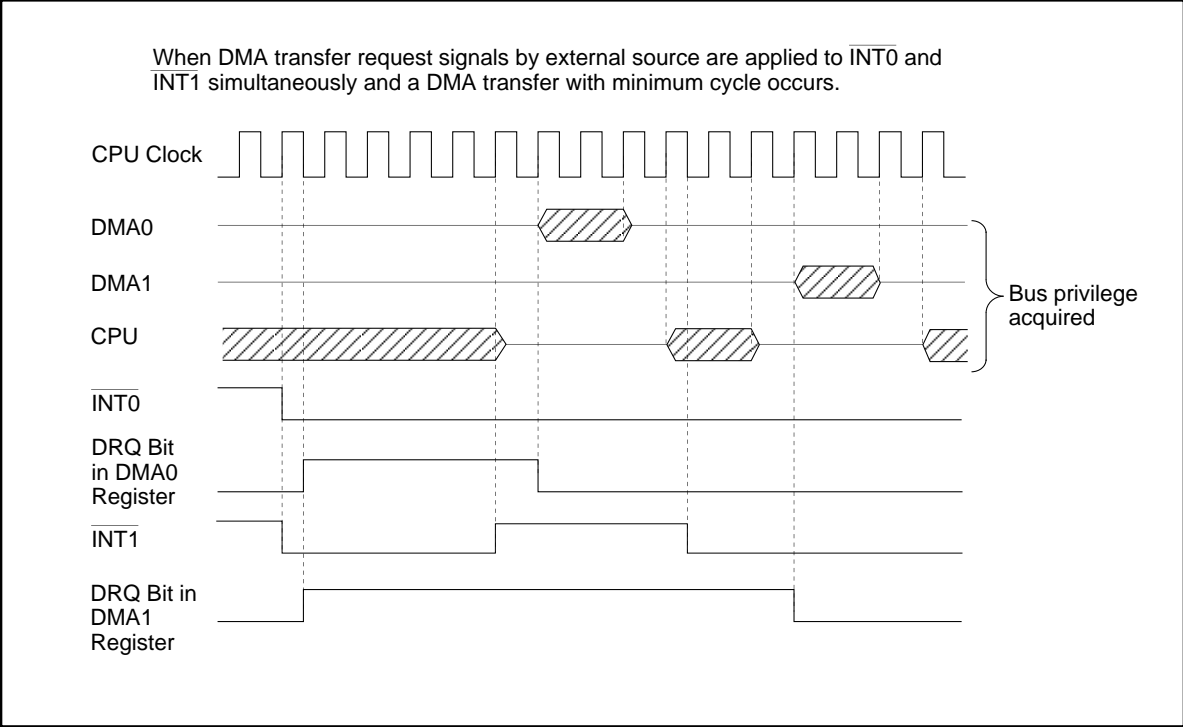 When DMA transfer request signals by external source are applied to INT0 and
INT1 simultaneously and a DMA transfer with minimum cycle occurs.
CPU Clock
DMA0
DMA1
CPU
Bus privilege
acquired
INT0
DRQ Bit
in DMA0
Register
INT1
DRQ Bit in
DMA1
Register